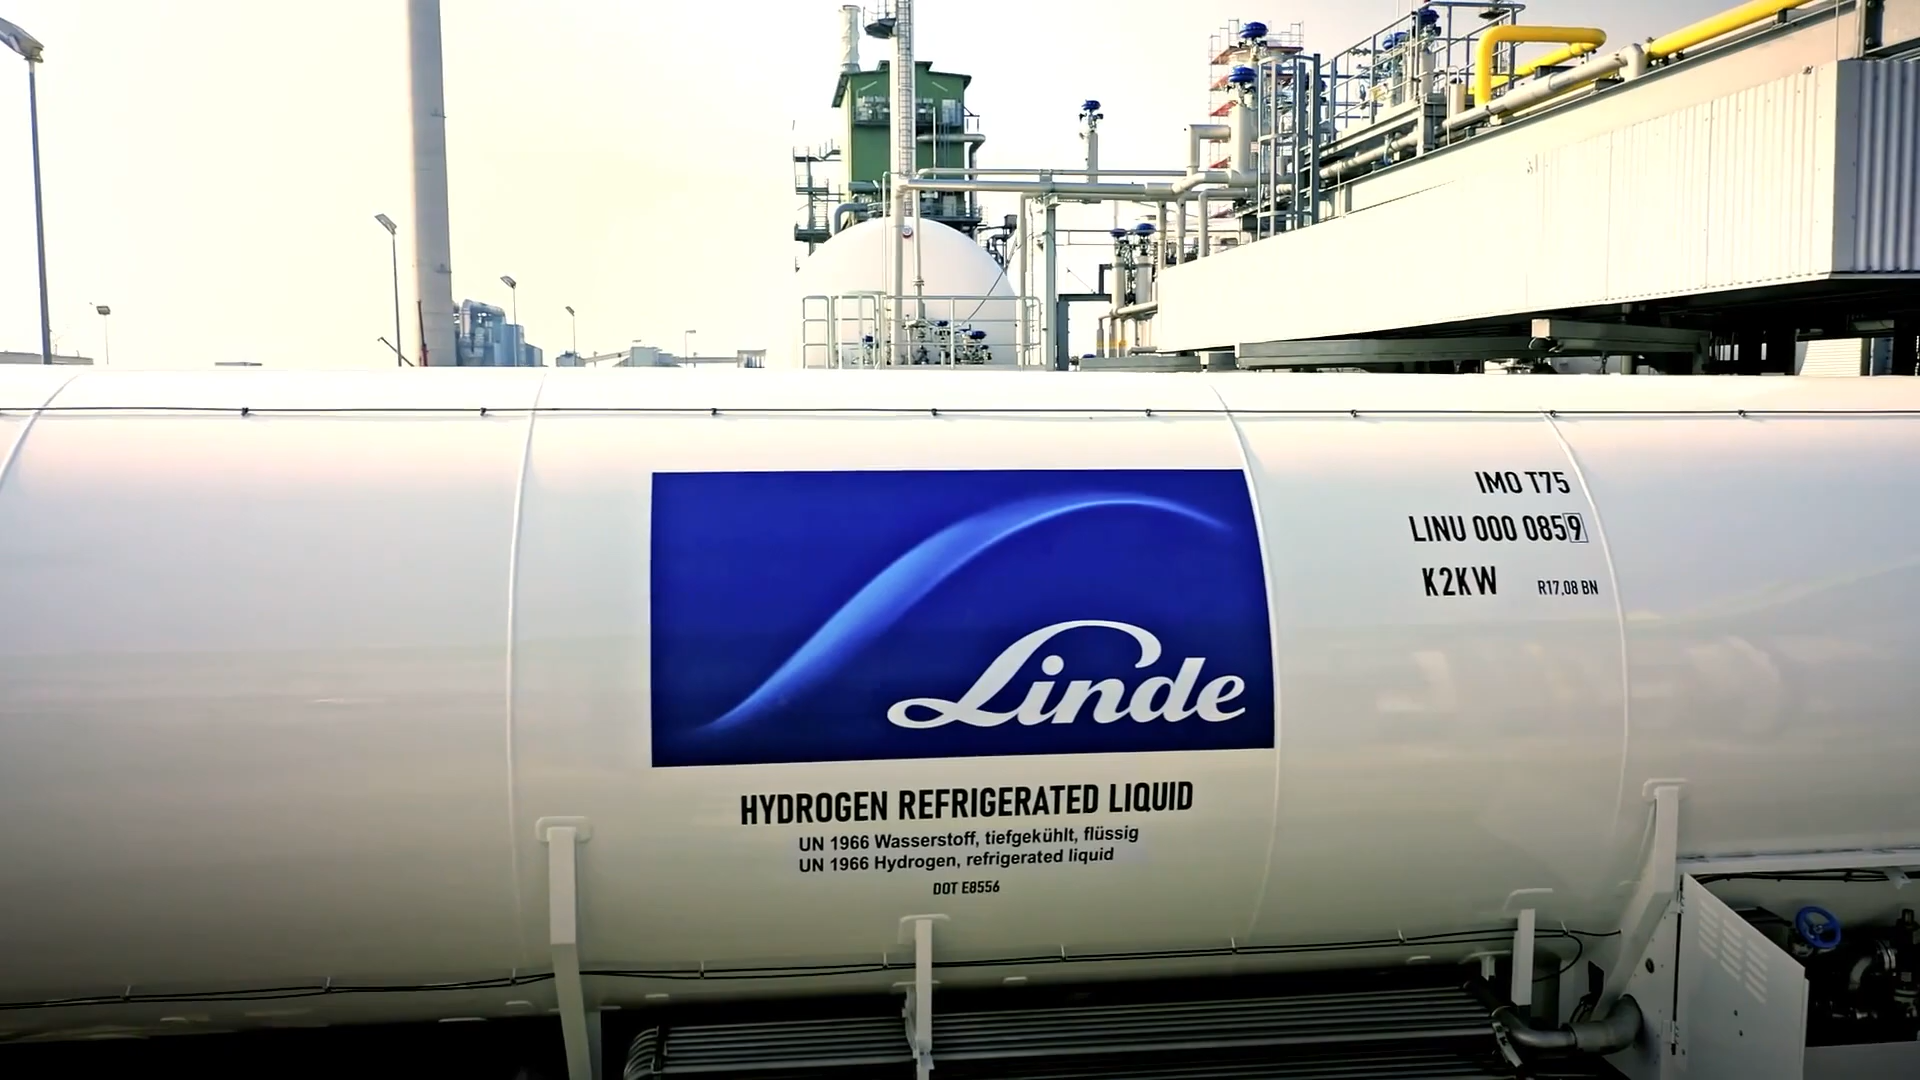 Linde
HYDROGEN REFRIGERATED LIQUID
UN 1966 Wasserstoff, tiefgekühlt, flüssig
UN 1966 Hydrogen, refrigerated liquid
DOT E8556
IMO T75
LINU 000 0859
K2KW R17,08 BN